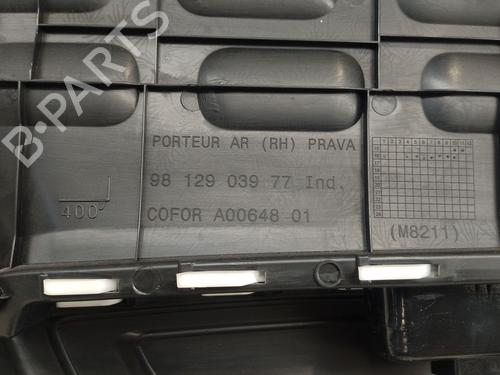 B-PARTS
PORTEUR AR (RH) PRAVA
98 129 039 77 Ind.
COFOR A00648 01
400
(M8211)